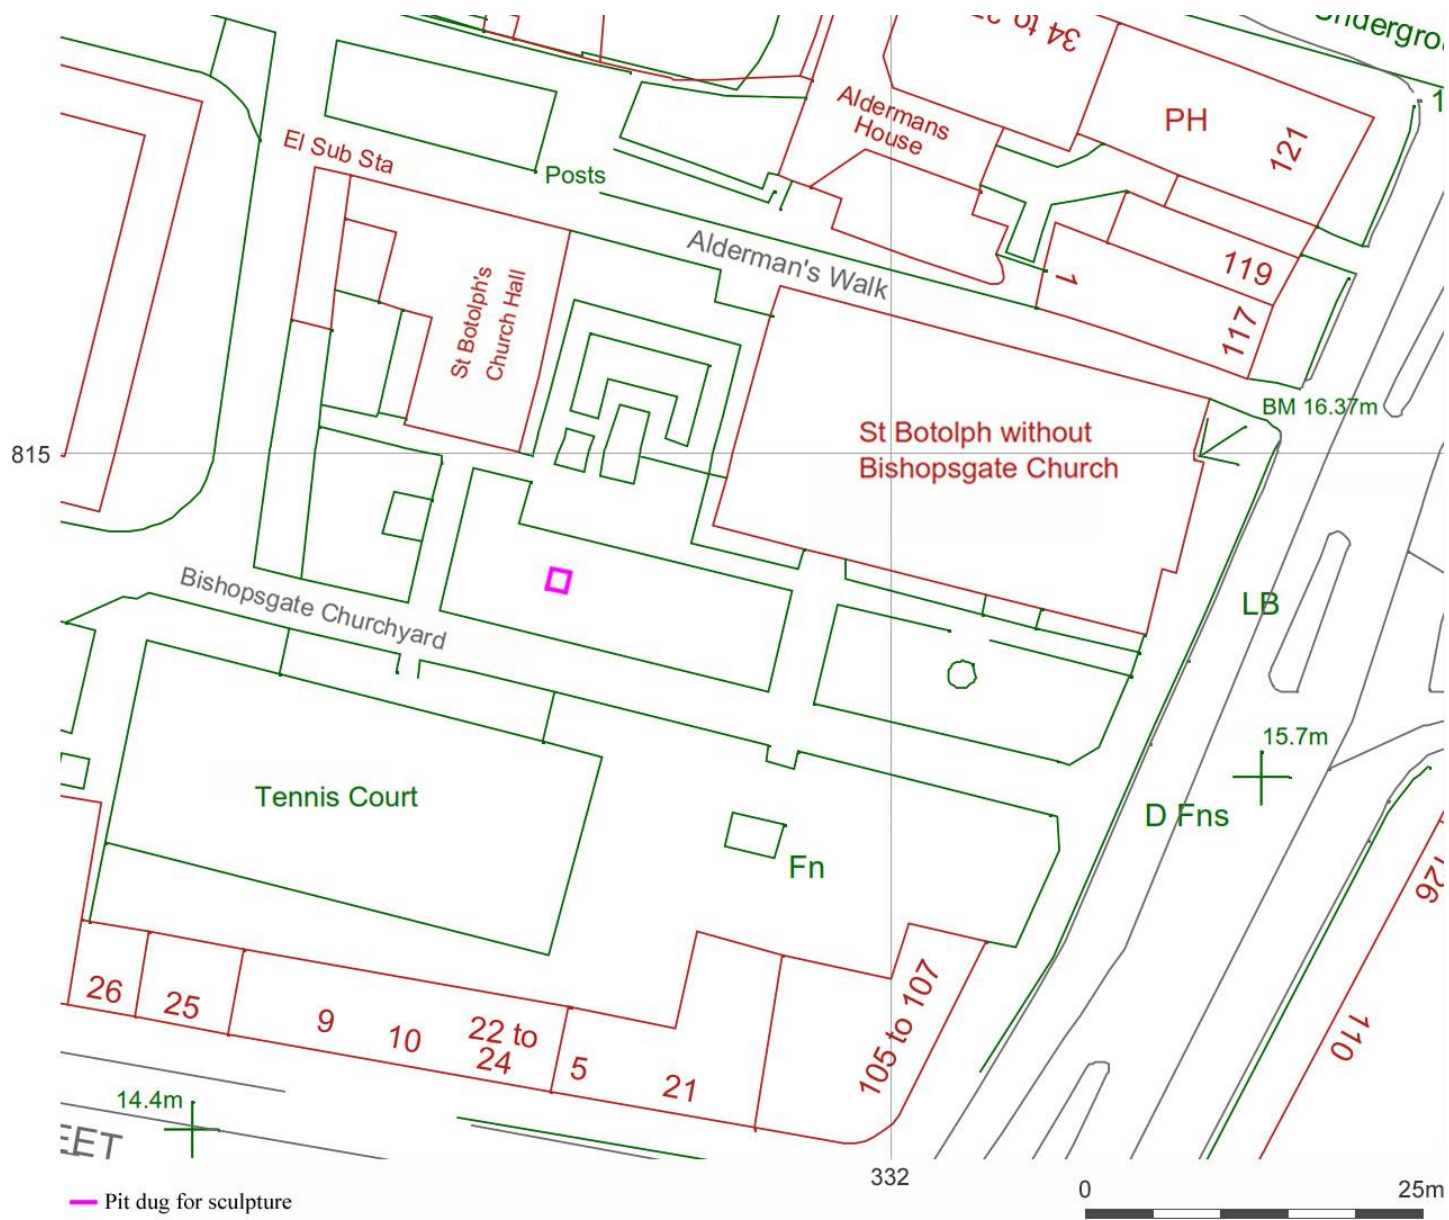 34 to
Undergro
Aldermans
House
PH
121
1
El Sub Sta
Posts
Alderman's Walk
1
119
117
St Botolph's
Church Hall
BM 16.37m
St Botolph without
Bishopsgate Church
815
Bishopsgate Churchyard
LB
15.7m
Tennis Court
D Fns
Fn
126
26
25
9
10
22 to
24
5
21
105 to 107
110
14.4m
EET
332
0
25m
Pit dug for sculpture